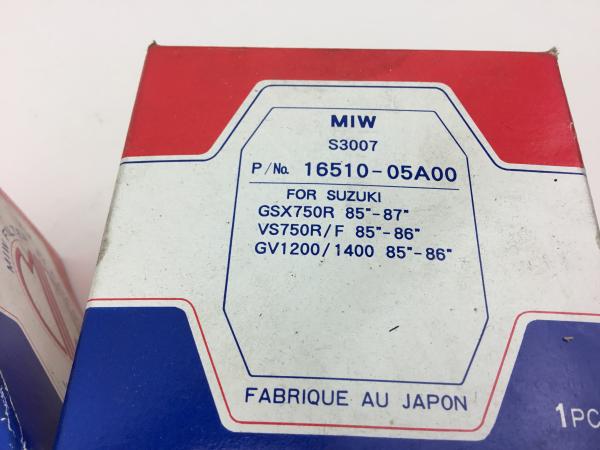 MIW
S3007
P/No. 16510-05A00
FOR SUZUKI
GSX750R 85"-87"
VS750R/F 85"-86"
GV1200/1400 85"-86"
FABRIQUE AU JAPON
1PC
MIW